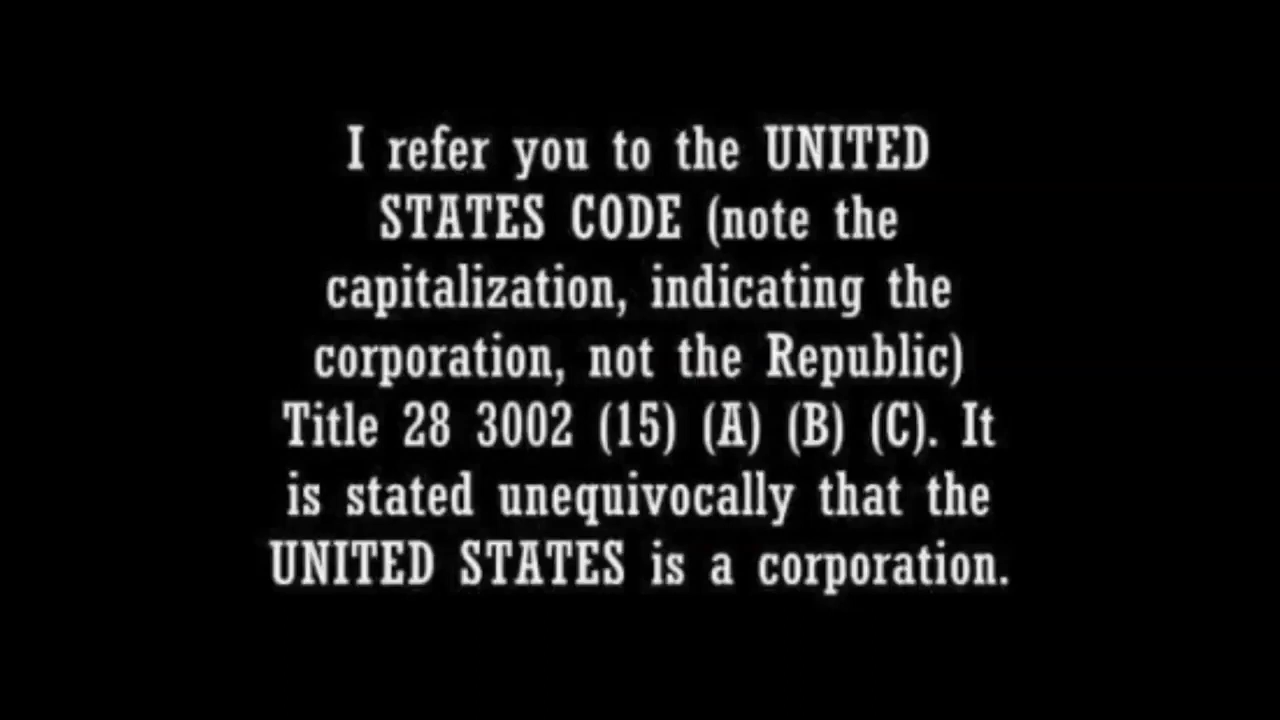 I refer you to the UNITED
STATES CODE (note the
capitalization, indicating the
corporation, not the Republic)
Title 28 3002 (15) (A) (B) (C). It
is stated unequivocally that the
UNITED STATES is a corporation.